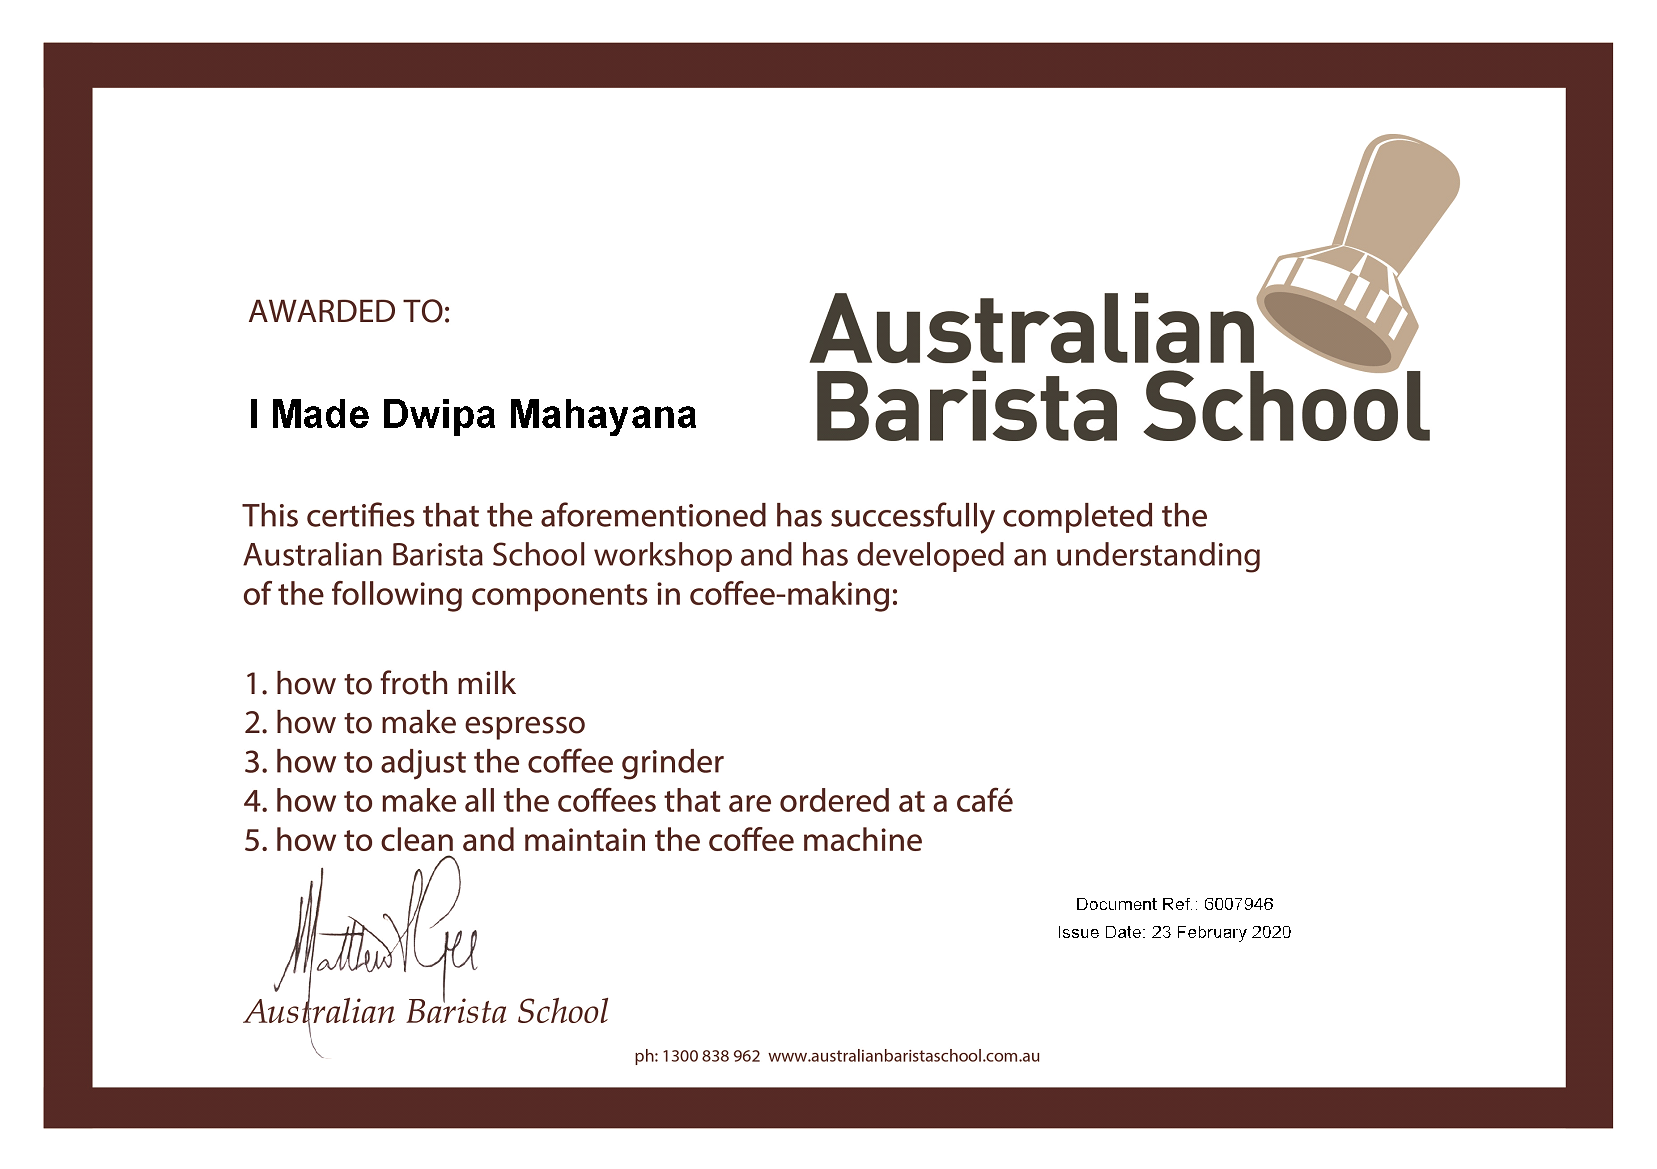 AWARDED TO:
I Made Dwipa Mahayana
Australian
Barista School
This certifies that the aforementioned has successfully completed the
Australian Barista School workshop and has developed an understanding
of the following components in coffee-making:
1. how to froth milk
2. how to make espresso
3. how to adjust the coffee grinder
4. how to make all the coffees that are ordered at a café
5. how to clean and maintain the coffee machine
Matthew Gee
Australian Barista School
Document Ref.: 6007946
Issue Date: 23 February 2020
ph: 1300 838 962 www.australianbaristaschool.com.au